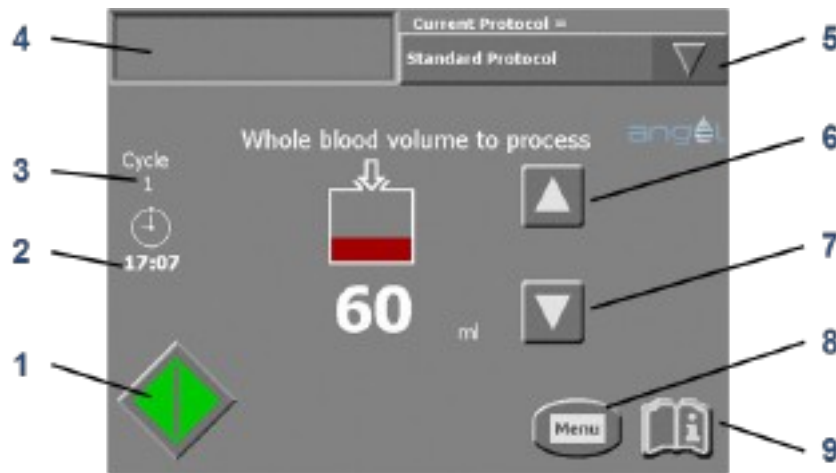 Current Protocol =
4
Standard Protocol
5
Whole blood volume to process
angel
6
Cycle
3
1
2
17:07
7
60
ml
1
8
Menu
i
9